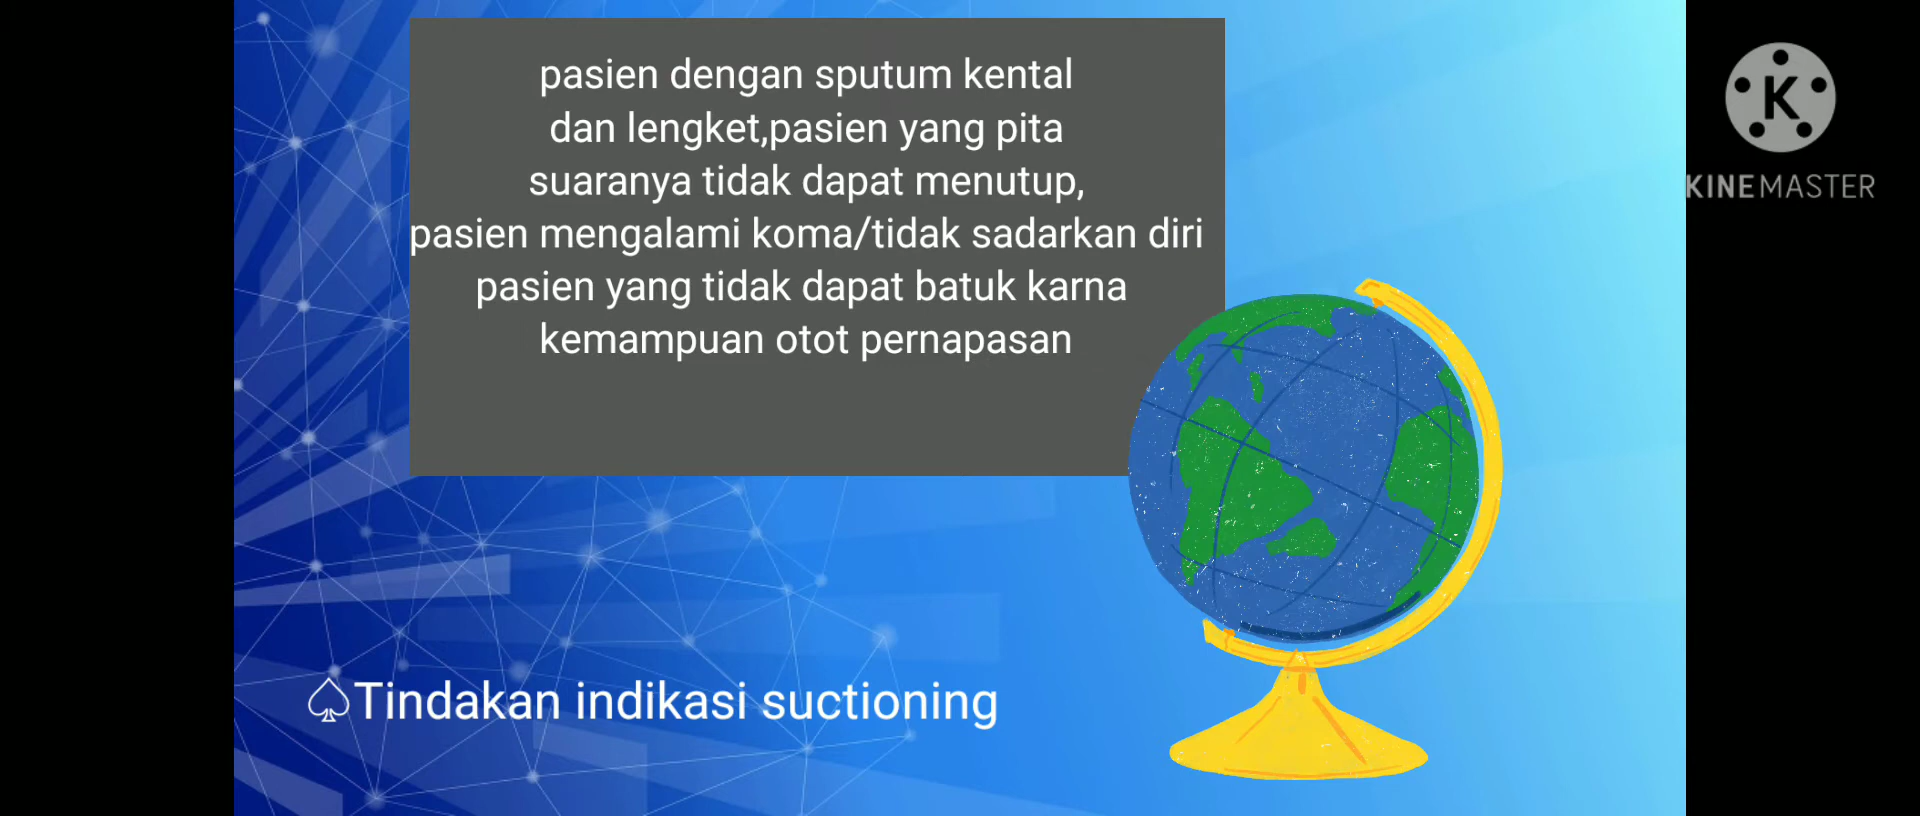 pasien dengan sputum kental
dan lengket,pasien yang pita
suaranya tidak dapat menutup,
pasien mengalami koma/tidak sadarkan diri
pasien yang tidak dapat batuk karna
kemampuan otot pernapasan
♤Tindakan indikasi suctioning
K
KINEMASTER